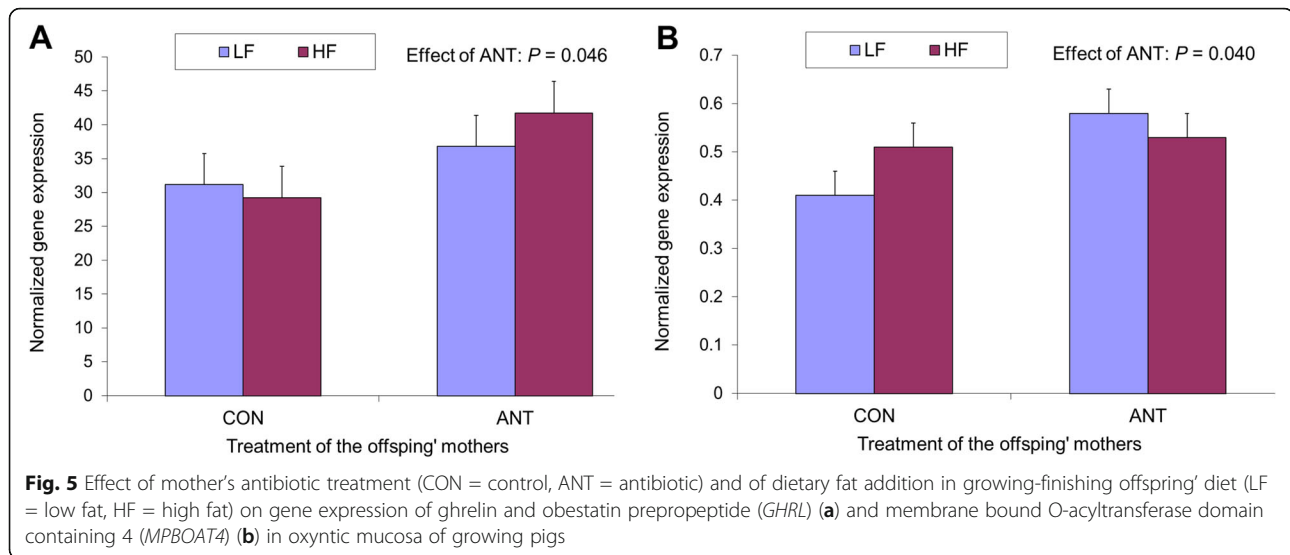 A
LF HF
Effect of ANT: P = 0.046
Normalized gene expression
50
45
40
35
30
25
20
15
10
5
0
CON ANT
Treatment of the offsping' mothers
B
LF HF
Effect of ANT: P = 0.040
Normalized gene expression
0.7
0.6
0.5
0.4
0.3
0.2
0.1
0
CON ANT
Treatment of the offsping' mothers
Fig. 5 Effect of mother's antibiotic treatment (CON = control, ANT = antibiotic) and of dietary fat addition in growing-finishing offspring' diet (LF
= low fat, HF = high fat) on gene expression of ghrelin and obestatin prepropeptide (GHRL) (a) and membrane bound O-acyltransferase domain
containing 4 (MPBOAT4) (b) in oxyntic mucosa of growing pigs